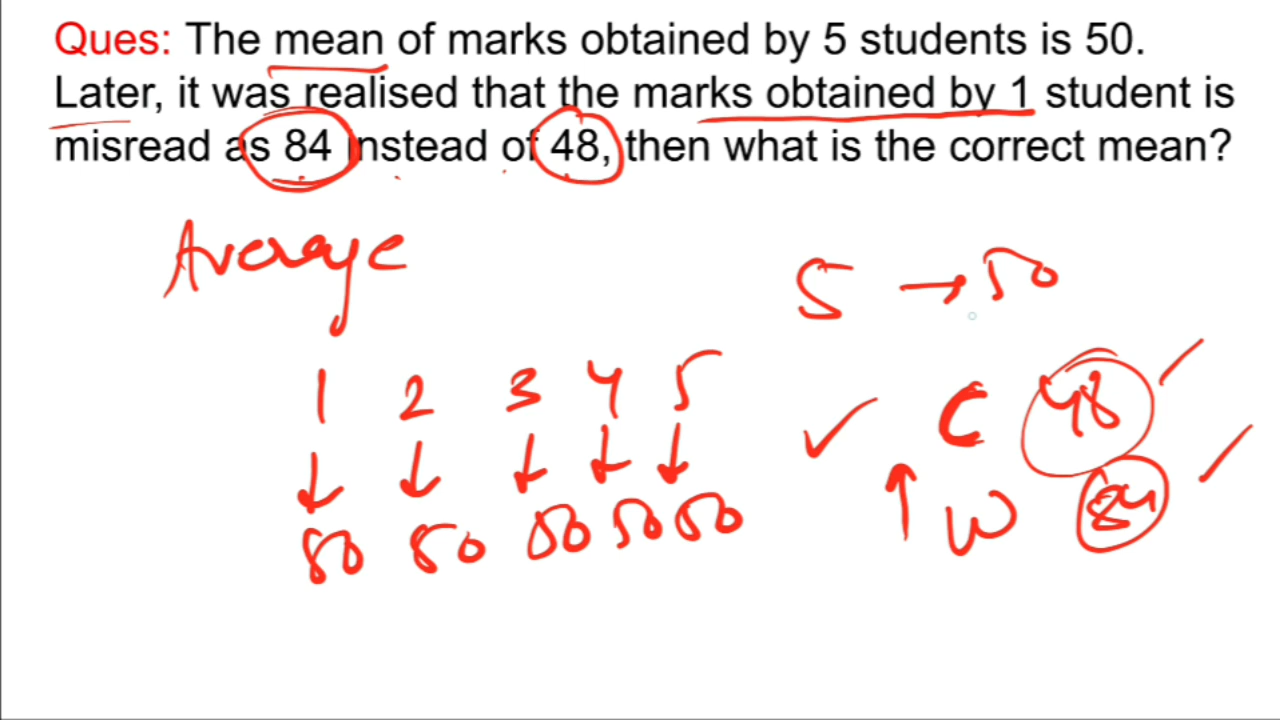 Ques: The mean of marks obtained by 5 students is 50.
Later, it was realised that the marks obtained by 1 student is
misread as 84 instead of 48, then what is the correct mean?
Average
5 → 50
1 2 3 4 5
↓ ↓ ↓ ↓ ↓
50 50 50 50 50
✓ C 48 ✓
↑ W 84 ✓